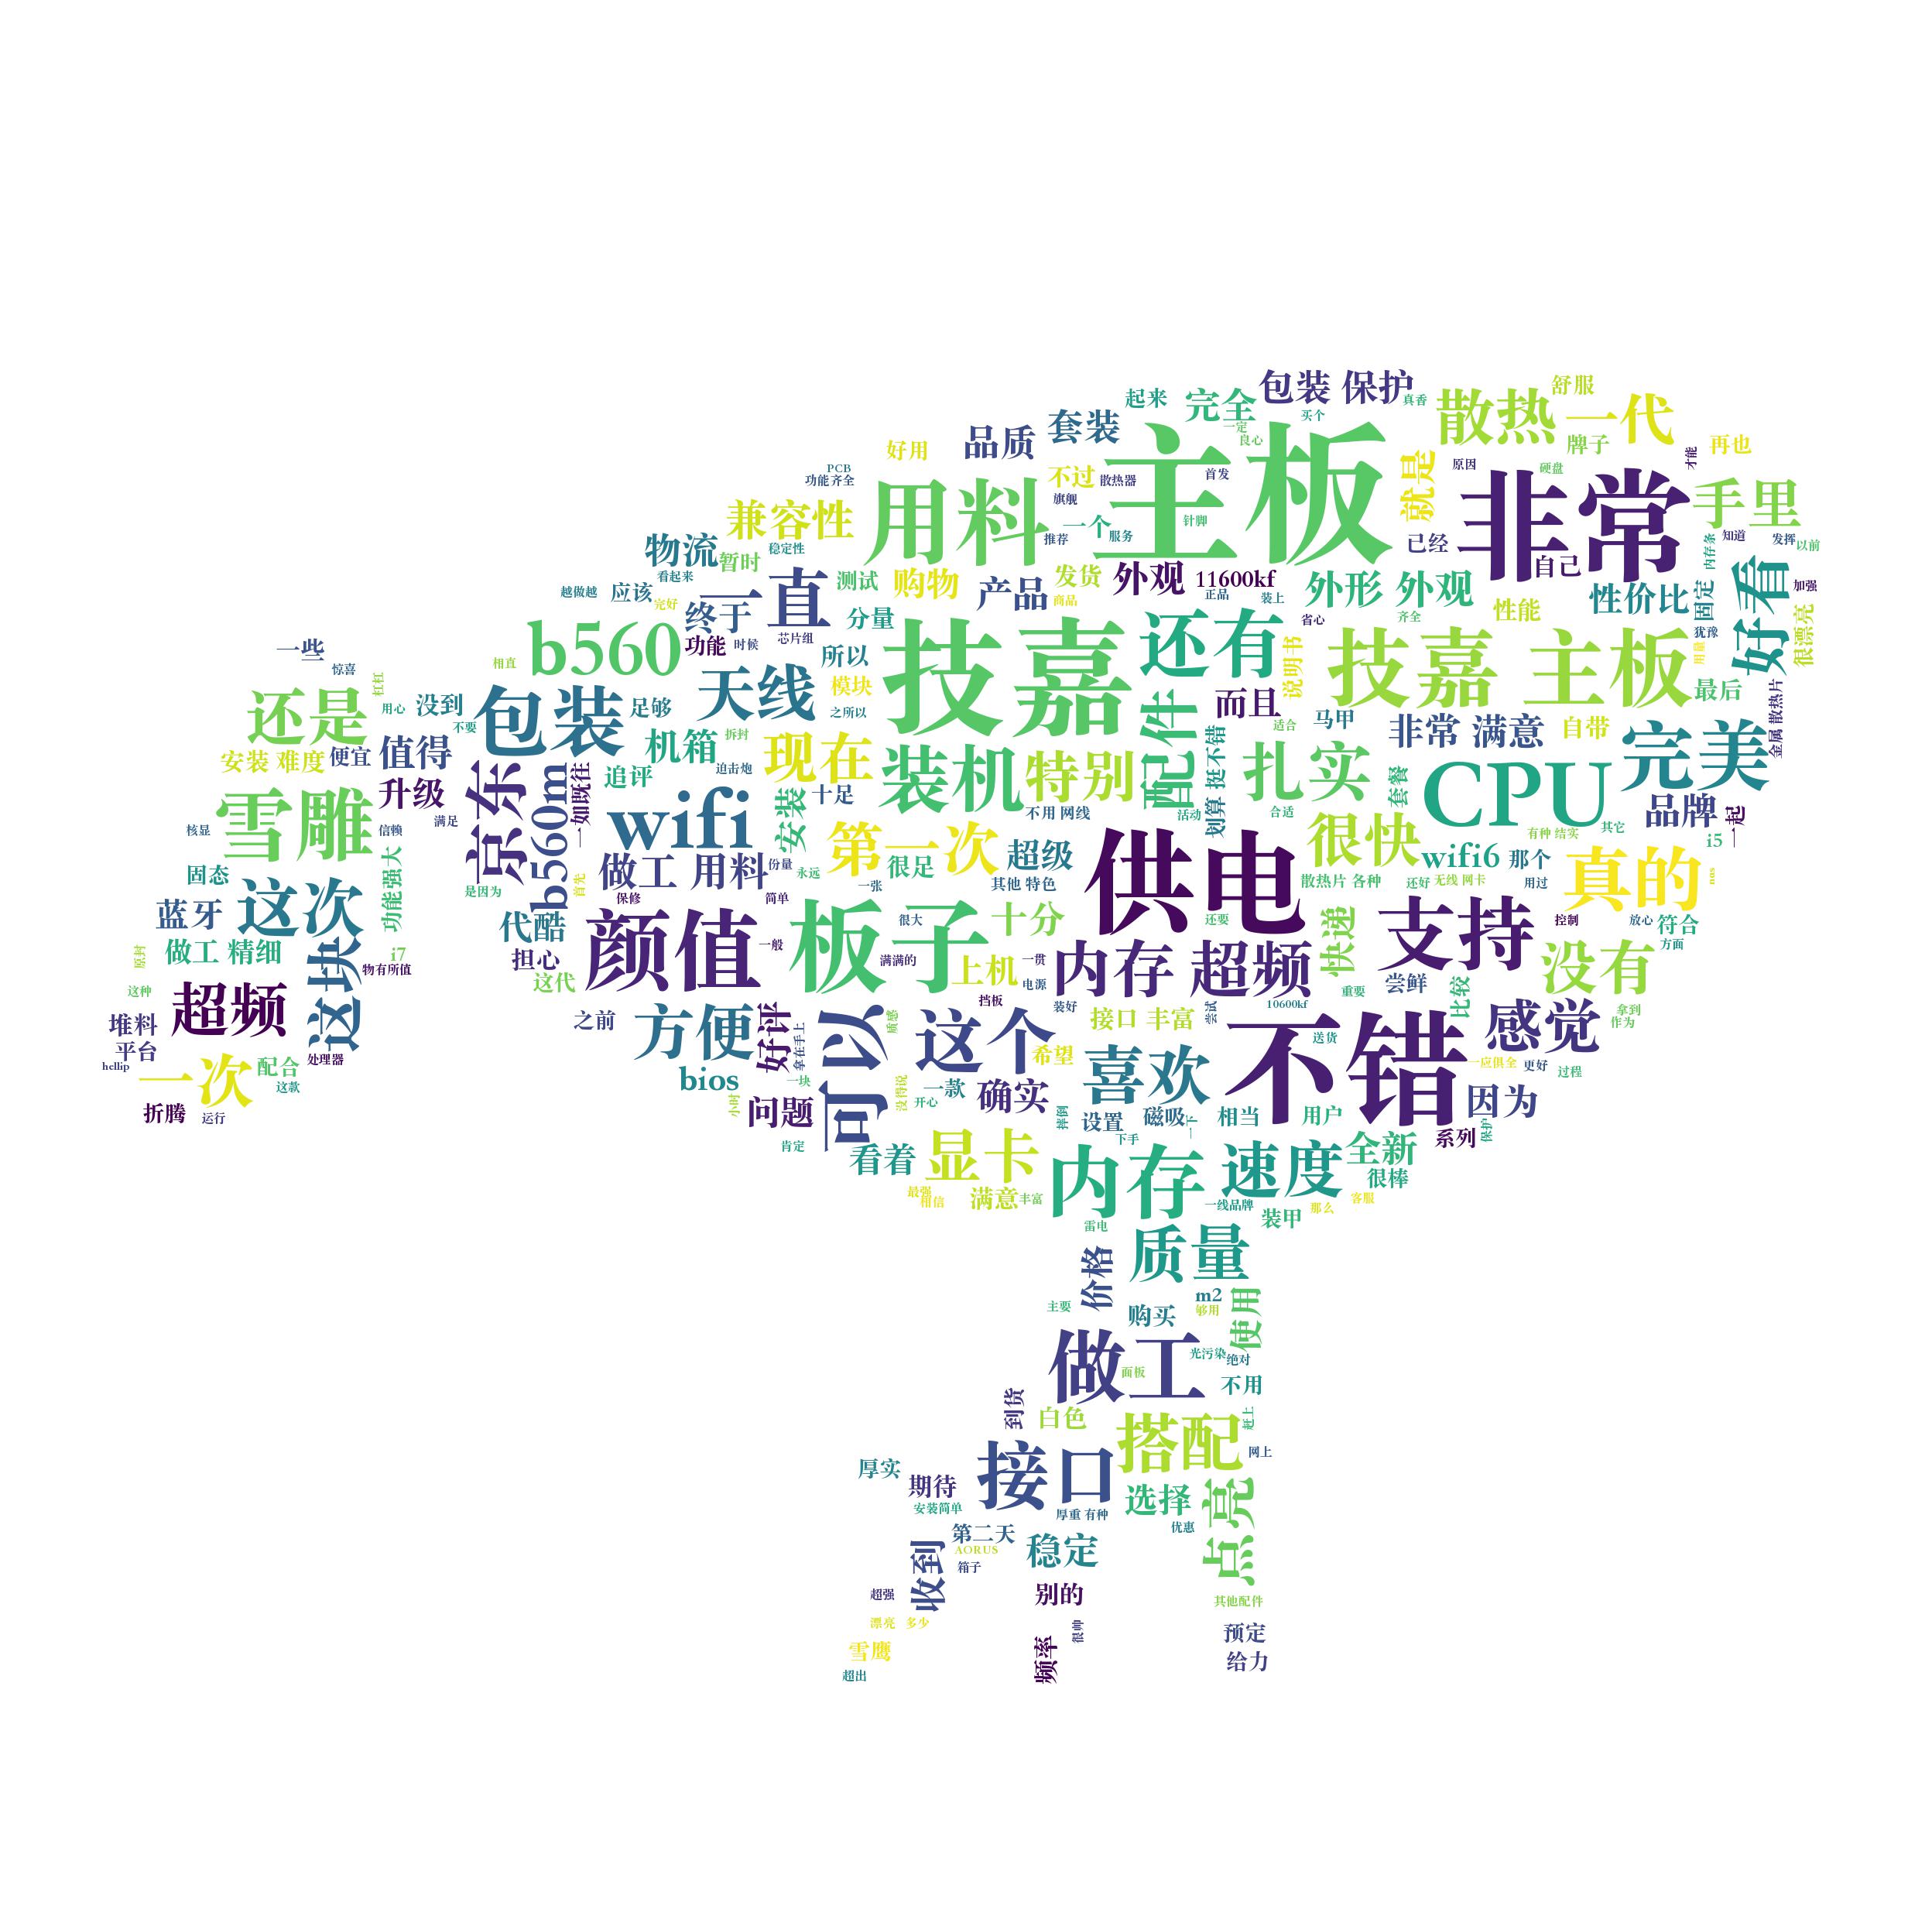 包装 保护
真香
舒服
起来
完全
买个
散热
一代
套装
一定
良心
牌子
再也
好用
品质
主板
就是
原因
硬盘
才能
PCB
功能齐全
不过
散热器
首发
非常
手里
用料
旗舰
兼容性
一个
服务
针脚
推荐
已经
自己
知道
发挥
以前
物流
暂时
稳定性
看起来
内存条
好看
越做越
应该
完好
一直
测试
购物
产品
发货
商品
外观
11600kf
正品
装上
外形 外观
性能
性价比
固定
加强
终于
分量
省心
齐全
犹豫
很漂亮
b560
功能
时候
芯片组
技嘉
还有
说明书
技嘉 主板
用量
一些
惊喜
相直
所以
还是
杠杠
用心
没到
不要
包装
足够
天线
模块
之所以
配件
而且
适合
马甲
非常 满意
自带
最后
金属 散热片
完美
安装 难度
便宜
值得
机箱
拆封
追评
迫击炮
现在
装机
特别
划算 挺不错
扎实
套餐
CPU
升级
京东
b560m
一如既往
十足
安装
不用 网线
活动
合适
品牌
一起
雪雕
满足
wifi
核显
信赖
第一次
很足
超级
供电
很快
有种 结实
其它
i5
固态
功能强大
是因为
首先
做工 用料
份量
保修
简单
永远
一张
其他 特色
散热片 各种
wifi6
还好
无线 网卡
那个
用过
真的
蓝牙
这次
代酷
颜值
一般
板子
很大
十分
还要
快递
支持
控制
放心
符合
方面
做工 精细
i7
物有所值
担心
原封
这块
这代
满满的
上机
一贯
电源
内存 超频
重要
尝鲜
比较
没有
这种
超频
挡板
装好
10600kf
拿到
作为
堆料
平台
之前
方便
好评
拿在手上
可以
质感
这个
希望
接口 丰富
尝试
不错
送货
感觉
hellip
处理器
一次
配合
这款
bios
一块
没得说
一款
开心
确实
喜欢
一应俱全
更好
过程
折腾
运行
小时
问题
摔倒
设置
磁吸
一下
相当
用户
因为
肯定
看着
显卡
下手
系列
保护
全新
很棒
内存
速度
最强
相信
满意
丰富
一线品牌
客服
那么
雷电
装甲
质量
价格
m2
主要
购买
够用
使用
做工
光污染
绝对
面板
不用
到货
白色
搭配
赶上
网上
厚实
接口
期待
安装简单
厚重 有种
选择
优惠
点亮
第二天
AORUS
箱子
稳定
收到
超强
别的
其他配件
漂亮
多少
很帅
预定
雪鹰
频率
给力
超出